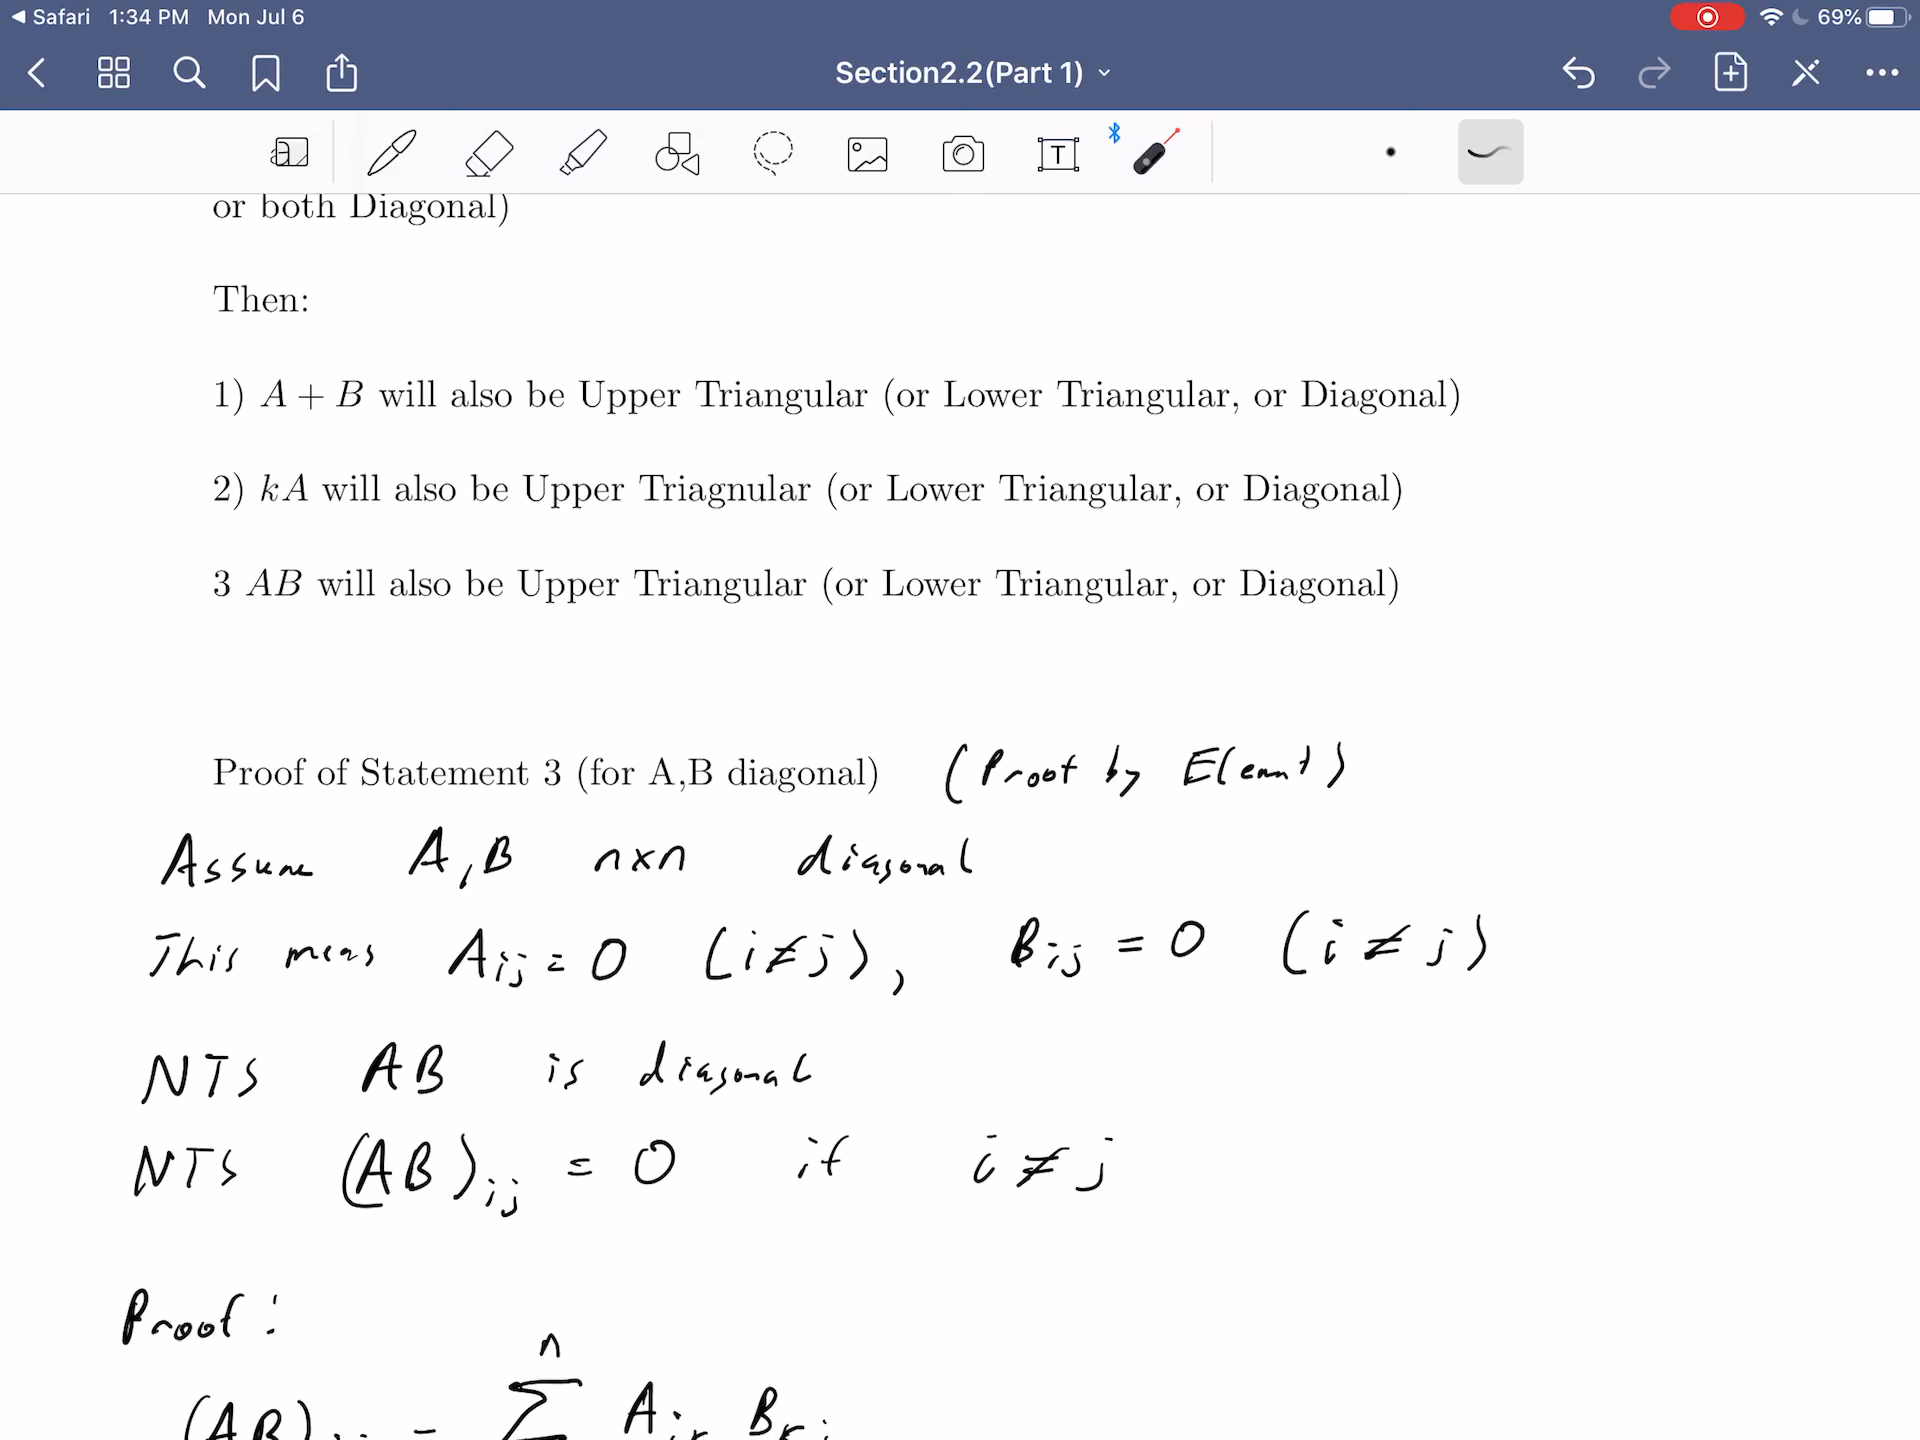 Safari 1:34 PM Mon Jul 6 69%
Section2.2(Part 1)
or both Diagonal)
Then:
1) A + B will also be Upper Triangular (or Lower Triangular, or Diagonal)
2) kA will also be Upper Triagnular (or Lower Triangular, or Diagonal)
3 AB will also be Upper Triangular (or Lower Triangular, or Diagonal)
Proof of Statement 3 (for A,B diagonal) (Proof by Element)
Assume A,B n×n diagonal
This means A_ij = 0 (i≠j), B_ij = 0 (i≠j)
NTS AB is diagonal
NTS (AB)_ij = 0 if i≠j
Proof:
n
(AB)_ij = Σ A_ik B_kj